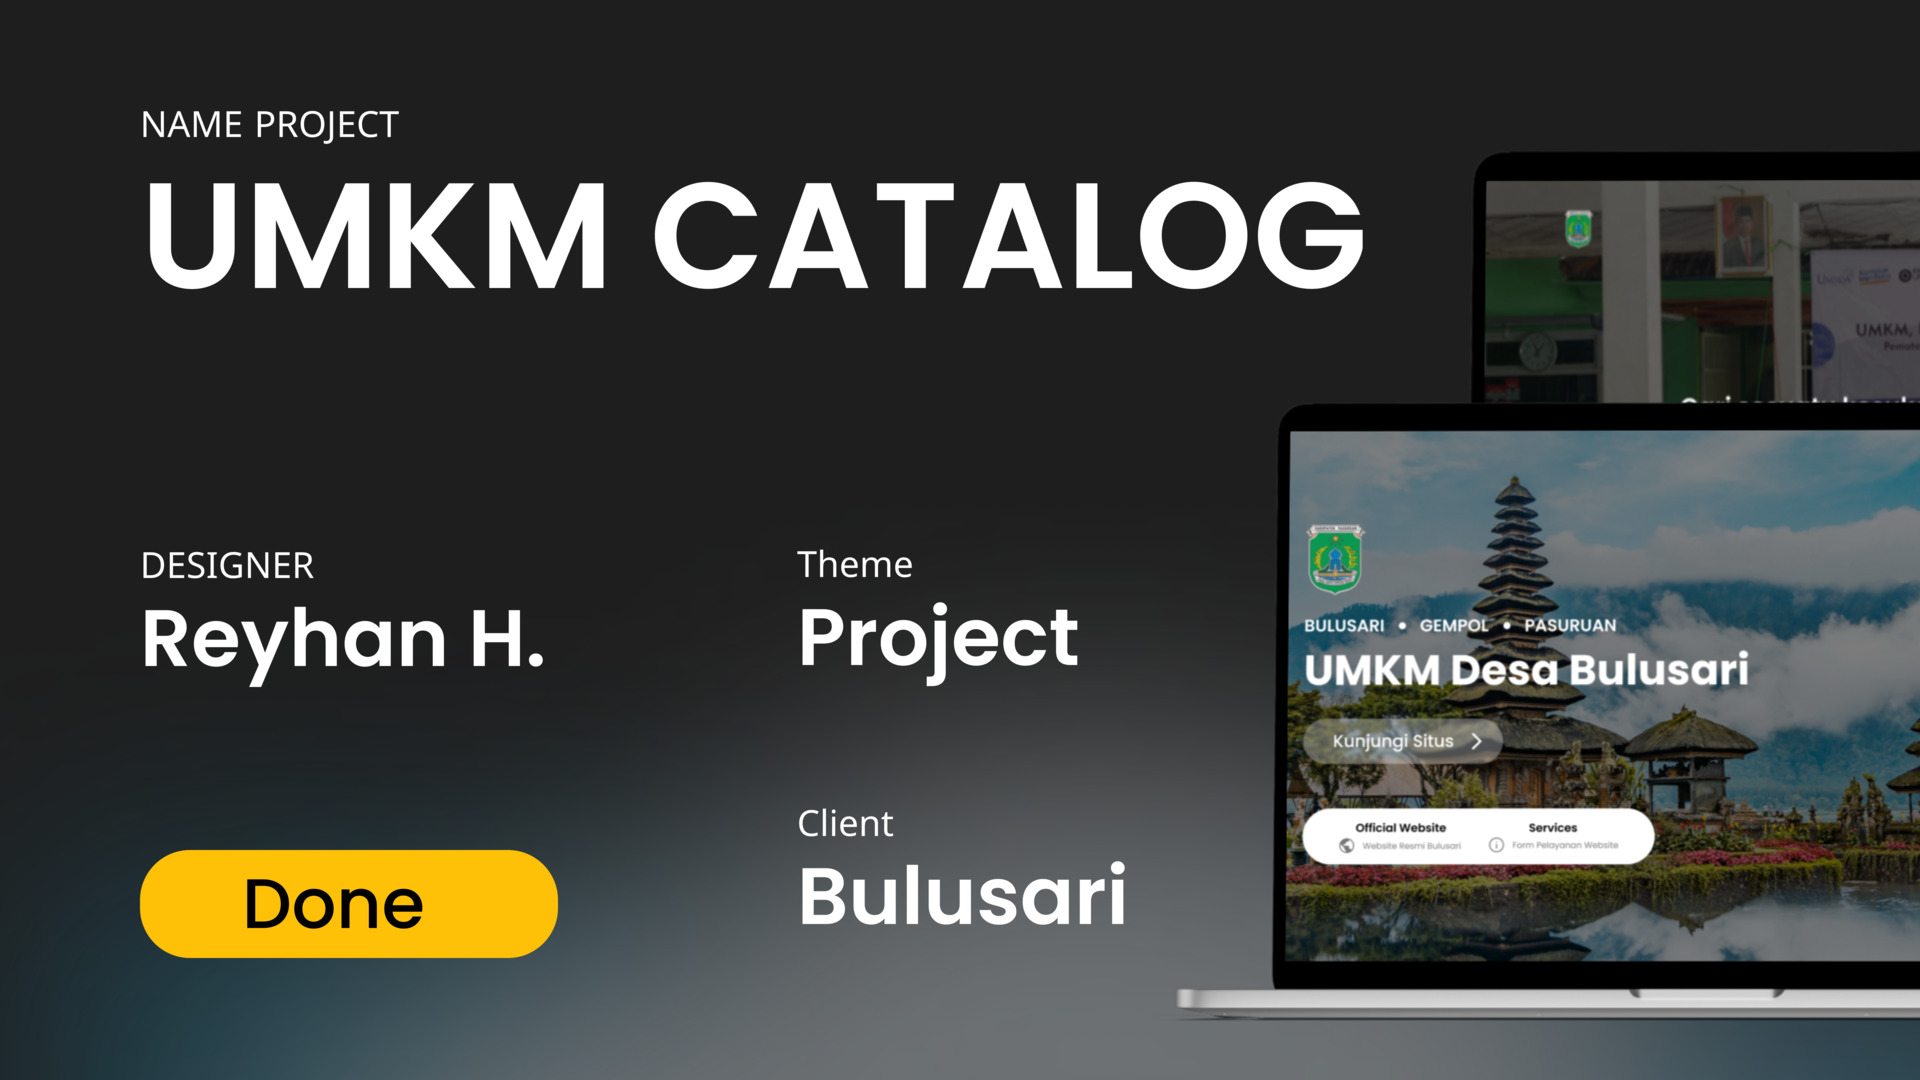 NAME PROJECT
UMKM CATALOG
DESIGNER
Reyhan H.
Theme
Project
Done
Client
Bulusari
UMKM,
BULUSARI • GEMPOL • PASURUAN
UMKM Desa Bulusari
Kunjungi Situs
Official Website
Website Resmi Bulusari
Services
Form Pelayanan Website